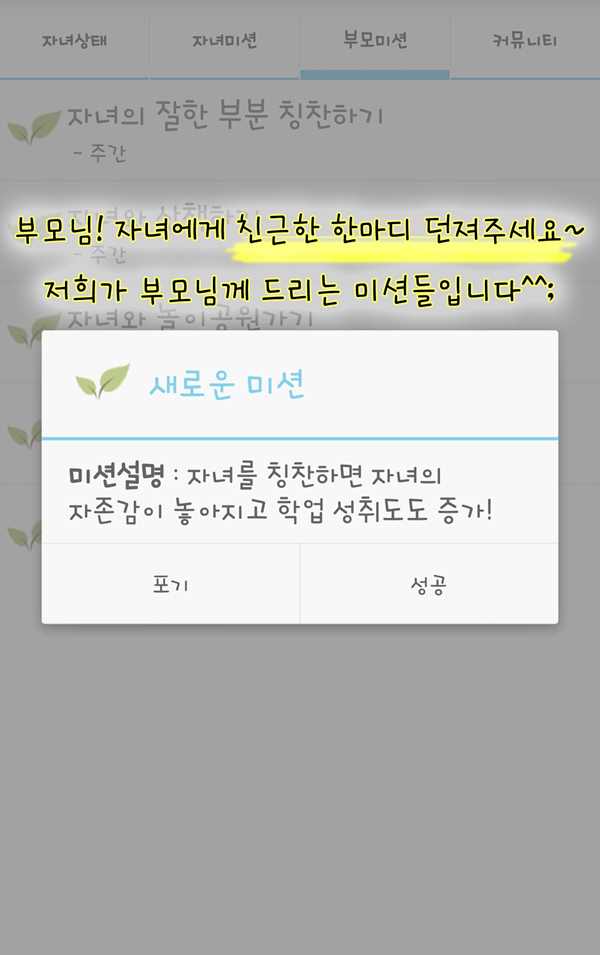 자녀상태 자녀미션 부모미션 커뮤니티
자녀의 잘한 부분 칭찬하기
- 주간
자녀와 산책하기
부모님! 자녀에게 친근한 한마디 던져주세요~
- 주간
저희가 부모님께 드리는 미션들입니다^^;
자녀와 놀이공원가기
새로운 미션
미션설명 : 자녀를 칭찬하면 자녀의
자존감이 놓아지고 학업 성취도도 증가!
포기 성공